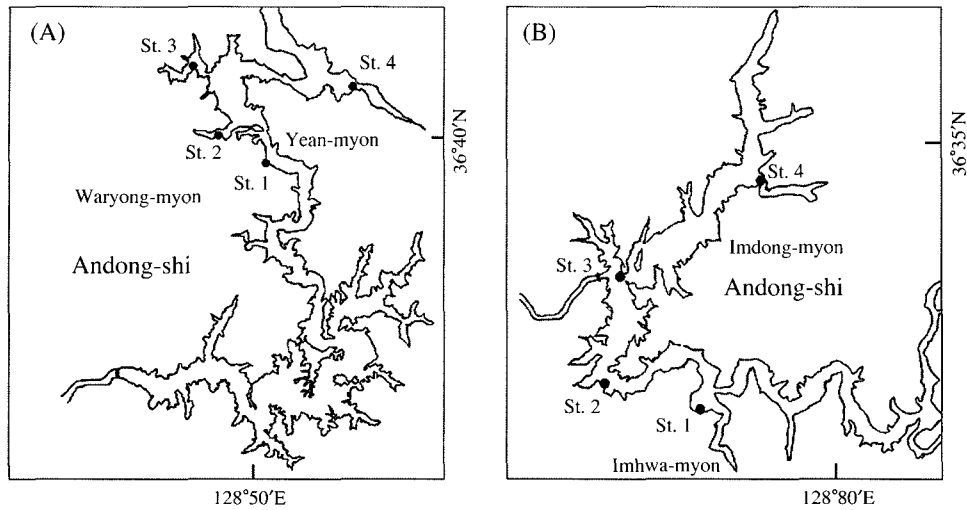 (A)
St. 3
St. 4
St. 2
Yean-myon
St. 1
Waryong-myon
Andong-shi
36°40′N
128°50′E
(B)
St. 4
St. 3
Imdong-myon
Andong-shi
St. 2
St. 1
Imhwa-myon
36°35′N
128°80′E